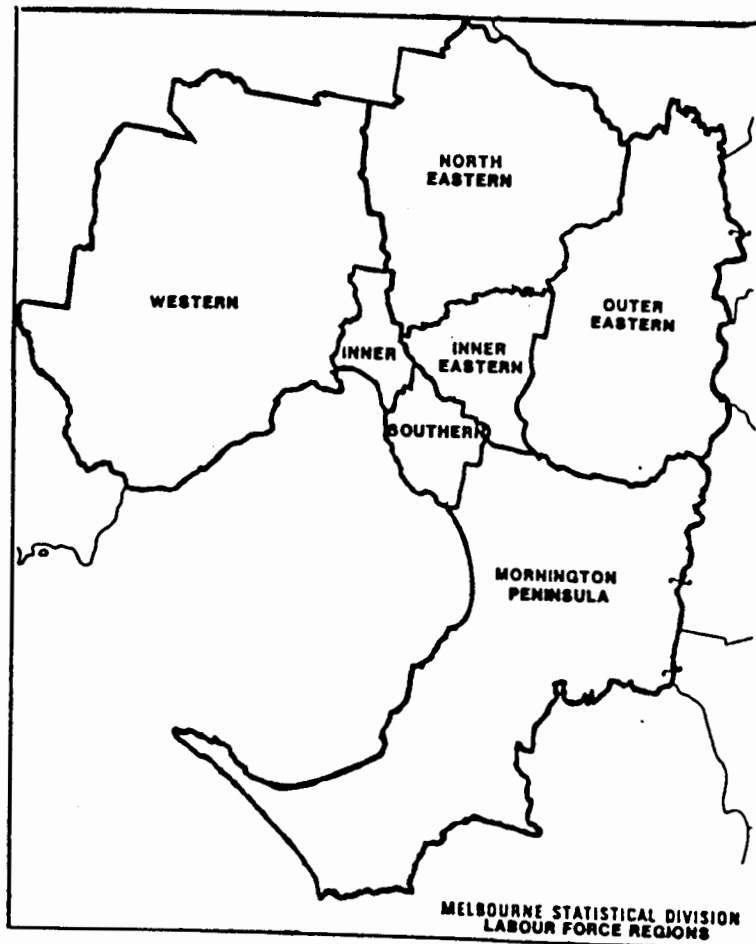 NORTH
EASTERN
WESTERN
OUTER
EASTERN
INNER
INNER
EASTERN
SOUTHERN
MORNINGTON
PENINSULA
MELBOURNE STATISTICAL DIVISION
LABOUR FORCE REGIONS